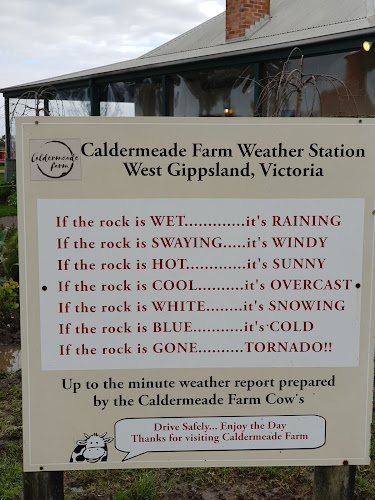 Caldermeade
farm
Caldermeade Farm Weather Station
West Gippsland, Victoria
If the rock is WET.............it's RAINING
If the rock is SWAYING.....it's WINDY
If the rock is HOT.............it's SUNNY
If the rock is COOL..........it's OVERCAST
If the rock is WHITE........it's SNOWING
If the rock is BLUE...........it's COLD
If the rock is GONE..........TORNADO!!
Up to the minute weather report prepared
by the Caldermeade Farm Cow's
Drive Safely... Enjoy the Day
Thanks for visiting Caldermeade Farm